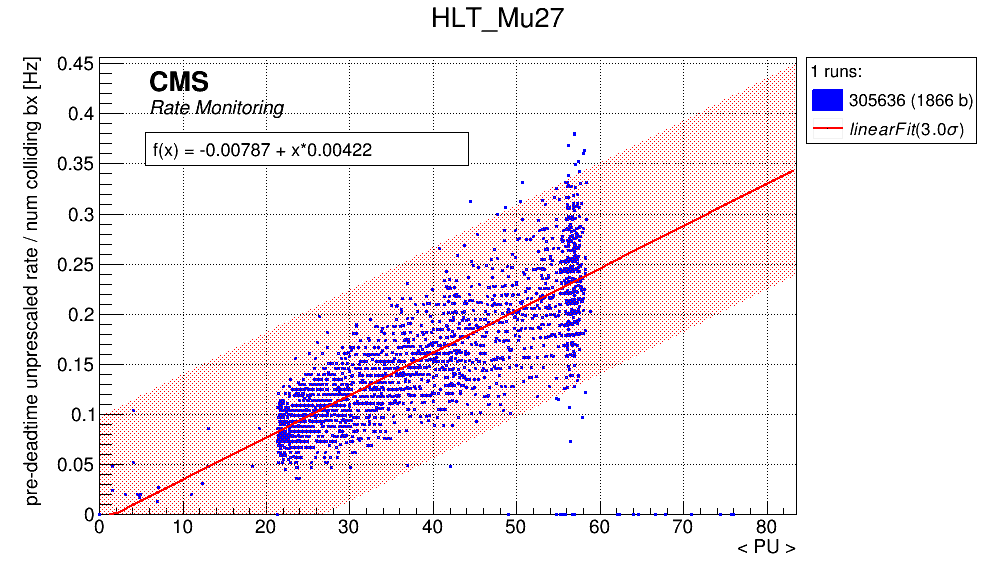 HLT_Mu27
pre-deadtime unprescaled rate / num colliding bx [Hz]
0.45
0.4
0.35
0.3
0.25
0.2
0.15
0.1
0.05
0
CMS
Rate Monitoring
f(x) = -0.00787 + x*0.00422
0 10 20 30 40 50 60 70 80
< PU >
1 runs:
305636 (1866 b)
linearFit(3.0σ)